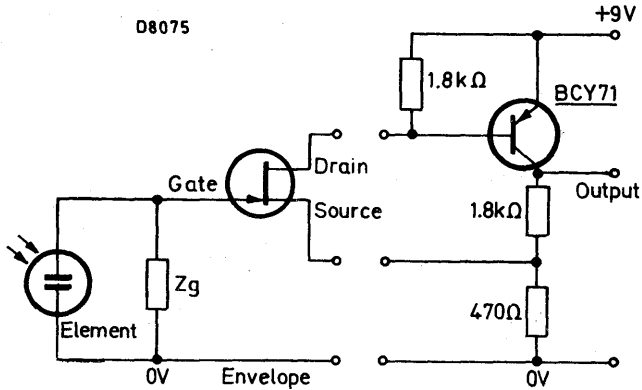 D8075
+9V
1.8kΩ
BCY71
Drain
Gate
Output
Source
1.8kΩ
Zg
470Ω
Element
0V
Envelope
0V